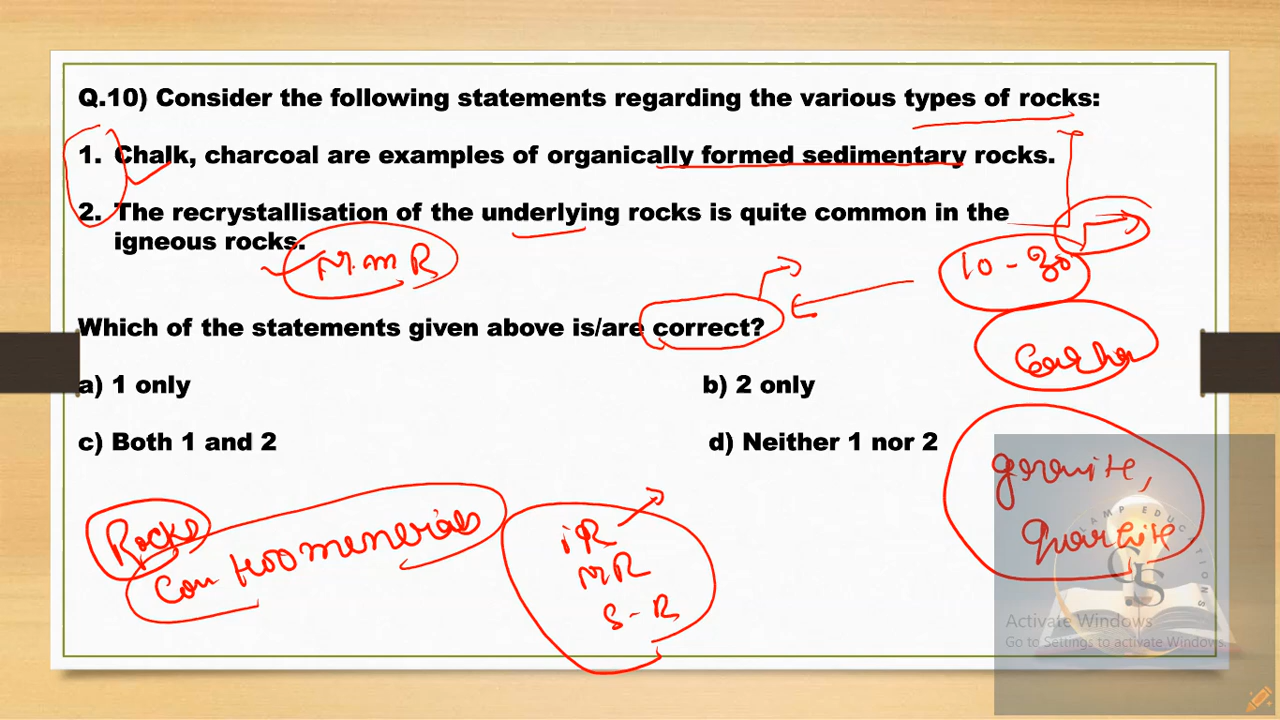 Q.10) Consider the following statements regarding the various types of rocks:
1. Chalk, charcoal are examples of organically formed sedimentary rocks.
2. The recrystallisation of the underlying rocks is quite common in the
igneous rocks.
M.m R
10 - 30
Which of the statements given above is/are correct?
a) 1 only
b) 2 only
c) Both 1 and 2
d) Neither 1 nor 2
Rocks
iR
MR
S - R
LAMP EDUCATIONS
Activate Windows
Go to Settings to activate Windows.